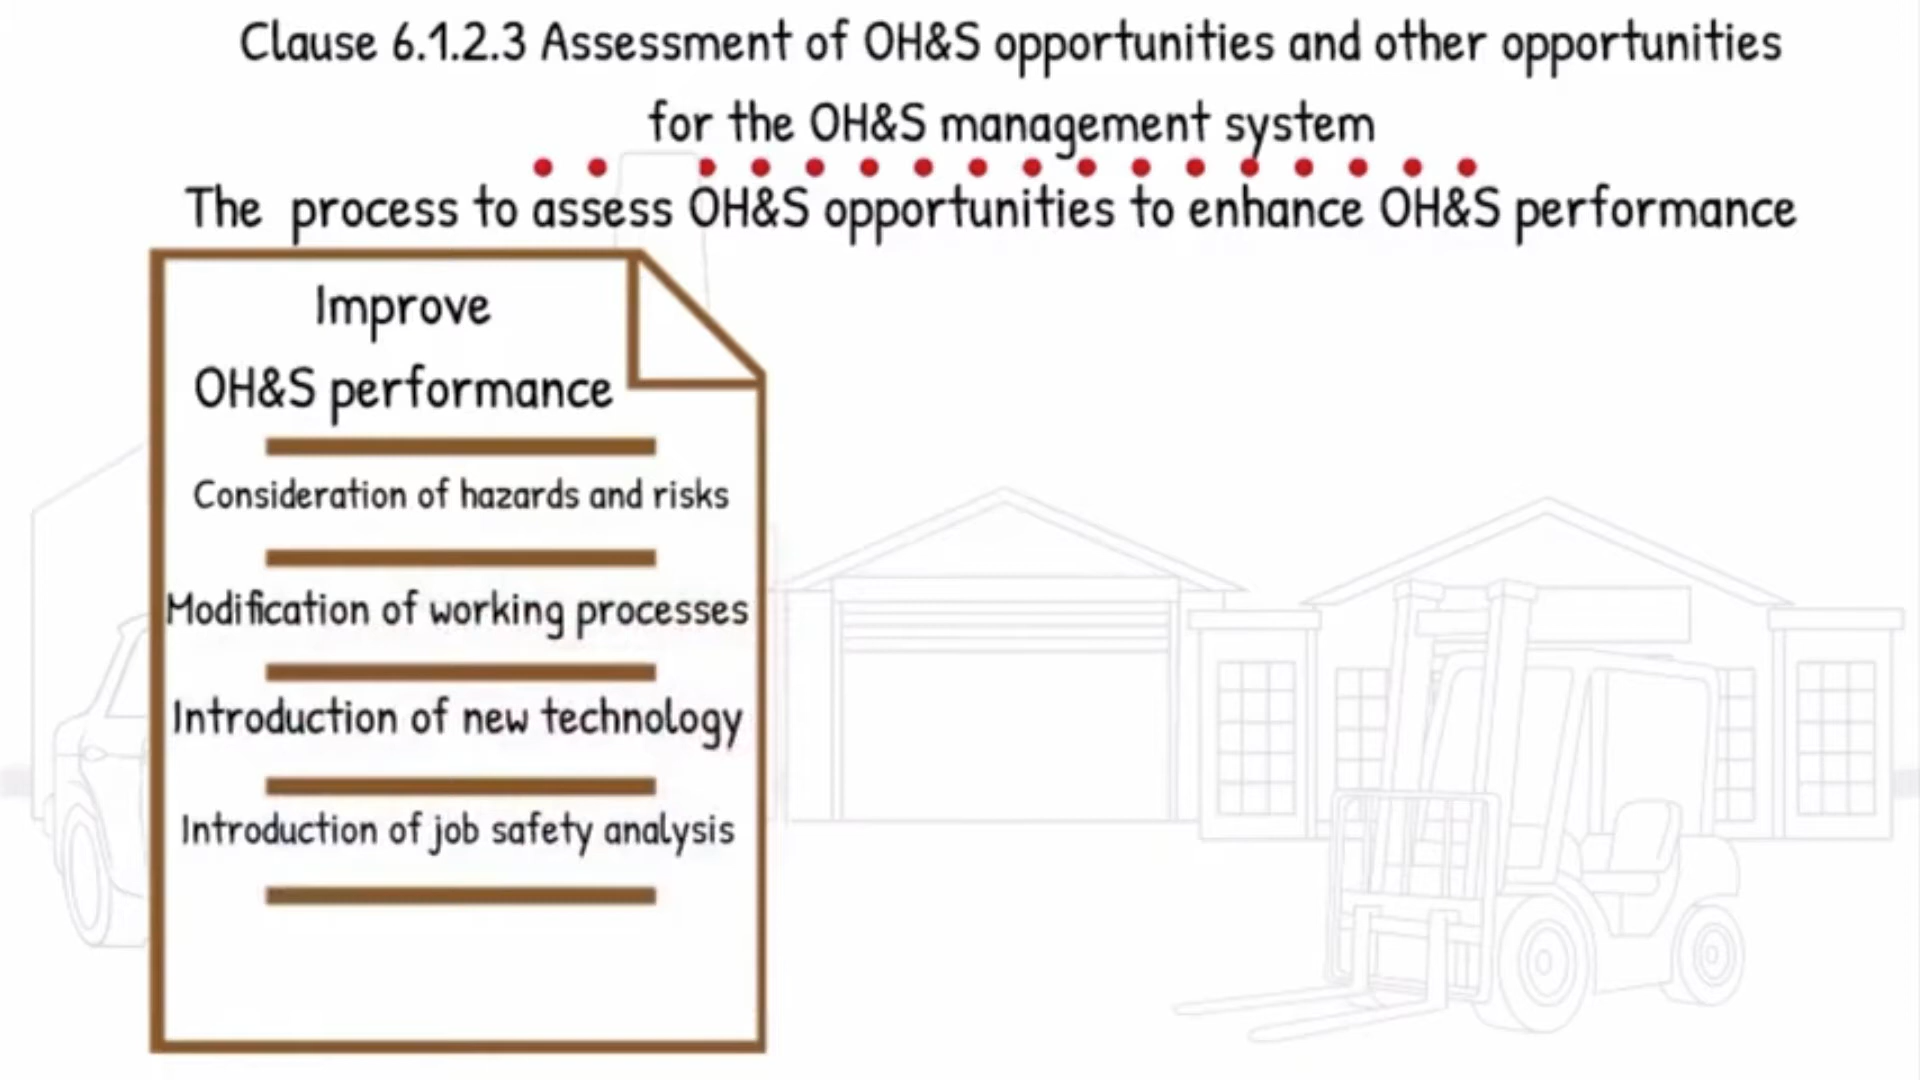 Clause 6.1.2.3 Assessment of OH&S opportunities and other opportunities
for the OH&S management system
The process to assess OH&S opportunities to enhance OH&S performance
Improve
OH&S performance
Consideration of hazards and risks
Modification of working processes
Introduction of new technology
Introduction of job safety analysis